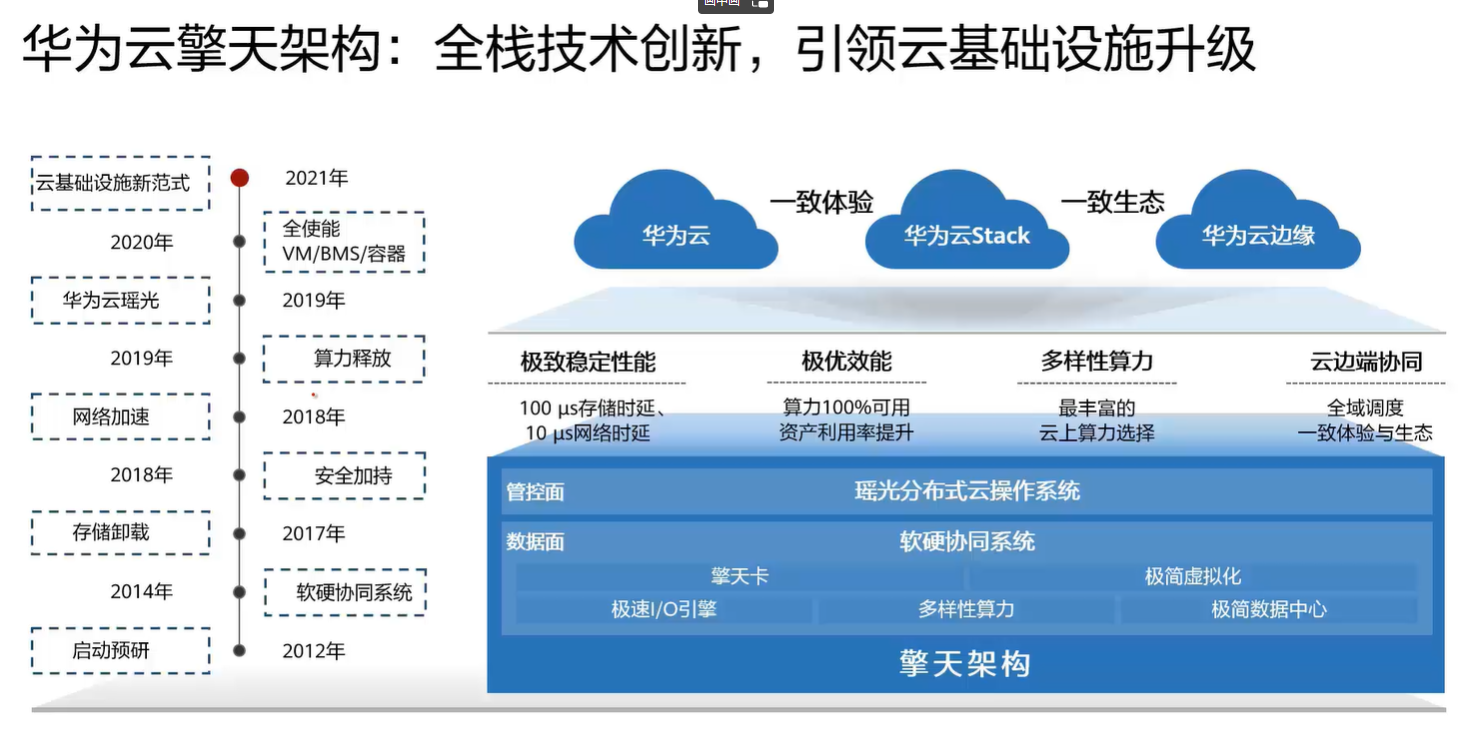 画中画
华为云擎天架构：全栈技术创新，引领云基础设施升级
云基础设施新范式
2021年
2020年
全使能
VM/BMS/容器
华为云瑶光
2019年
2019年
算力释放
网络加速
2018年
2018年
安全加持
存储卸载
2017年
2014年
软硬协同系统
启动预研
2012年
华为云
一致体验
华为云Stack
一致生态
华为云边缘
极致稳定性能
100 μs存储时延、
10 μs网络时延
极优效能
算力100%可用
资产利用率提升
多样性算力
最丰富的
云上算力选择
云边端协同
全域调度
一致体验与生态
管控面
瑶光分布式云操作系统
数据面
软硬协同系统
擎天卡
极简虚拟化
极速I/O引擎
多样性算力
极简数据中心
擎天架构